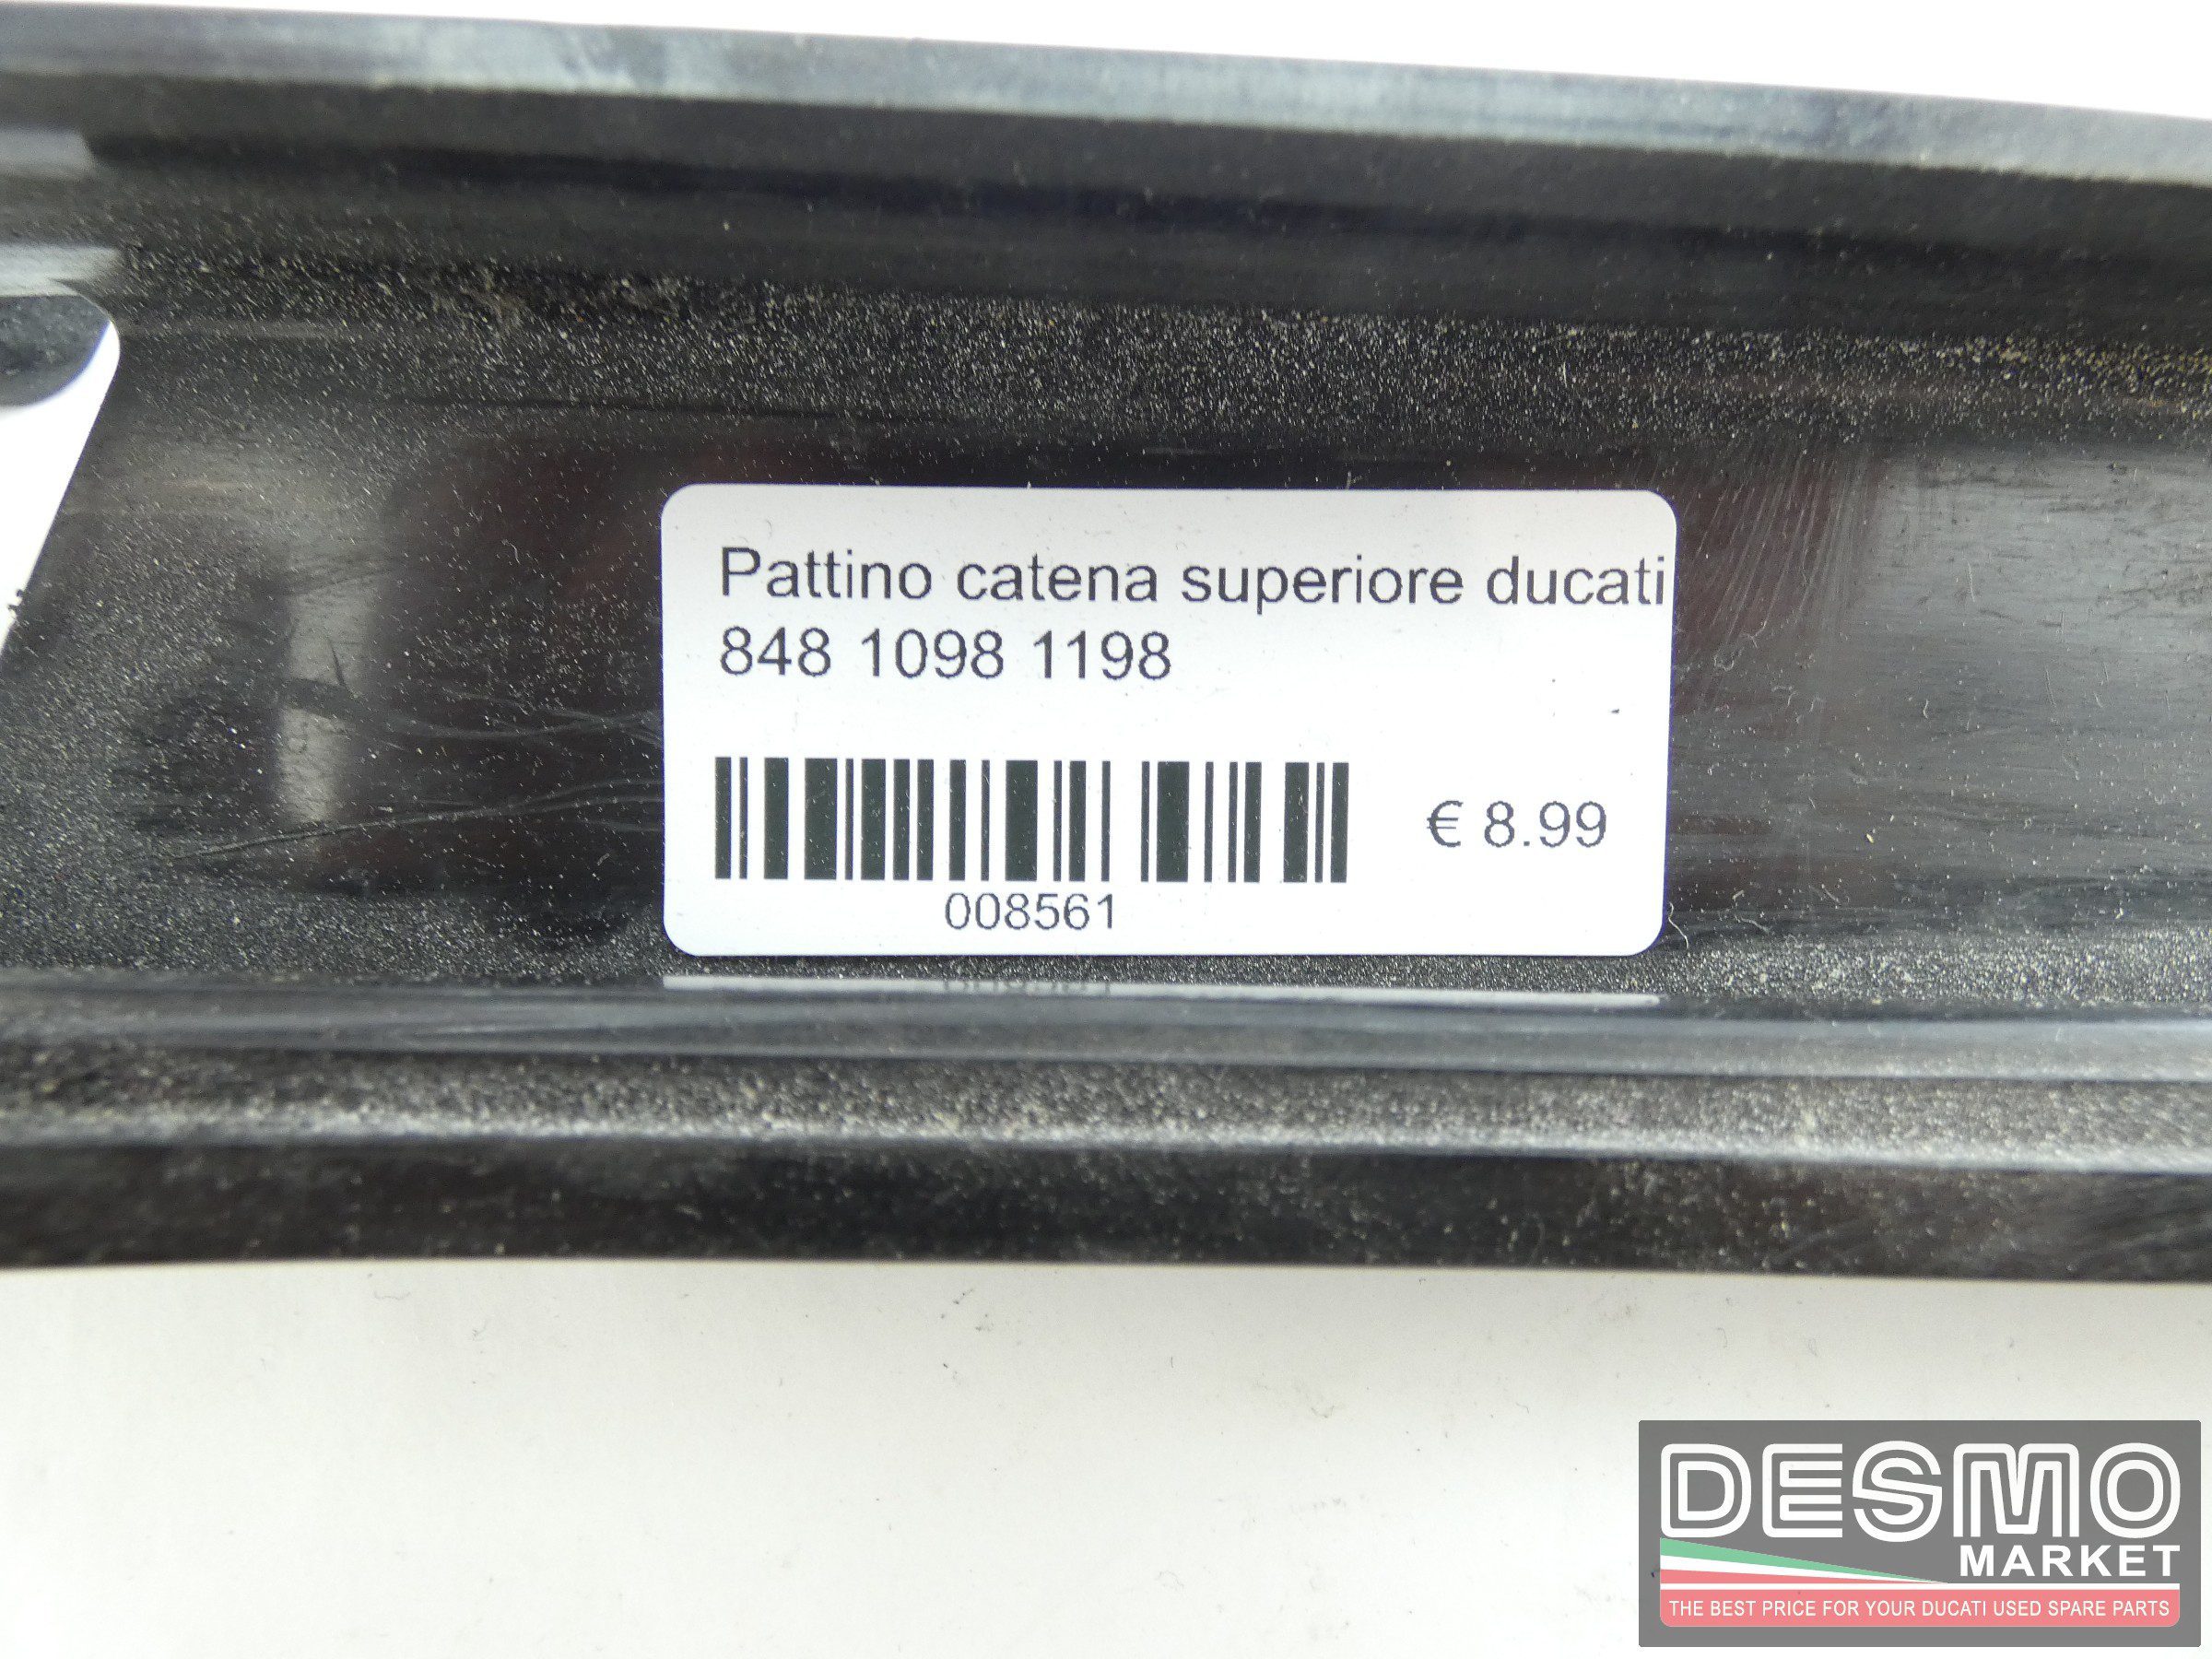 Pattino catena superiore ducati
848 1098 1198
€ 8.99
008561
DESMO
MARKET
THE BEST PRICE FOR YOUR DUCATI USED SPARE PARTS